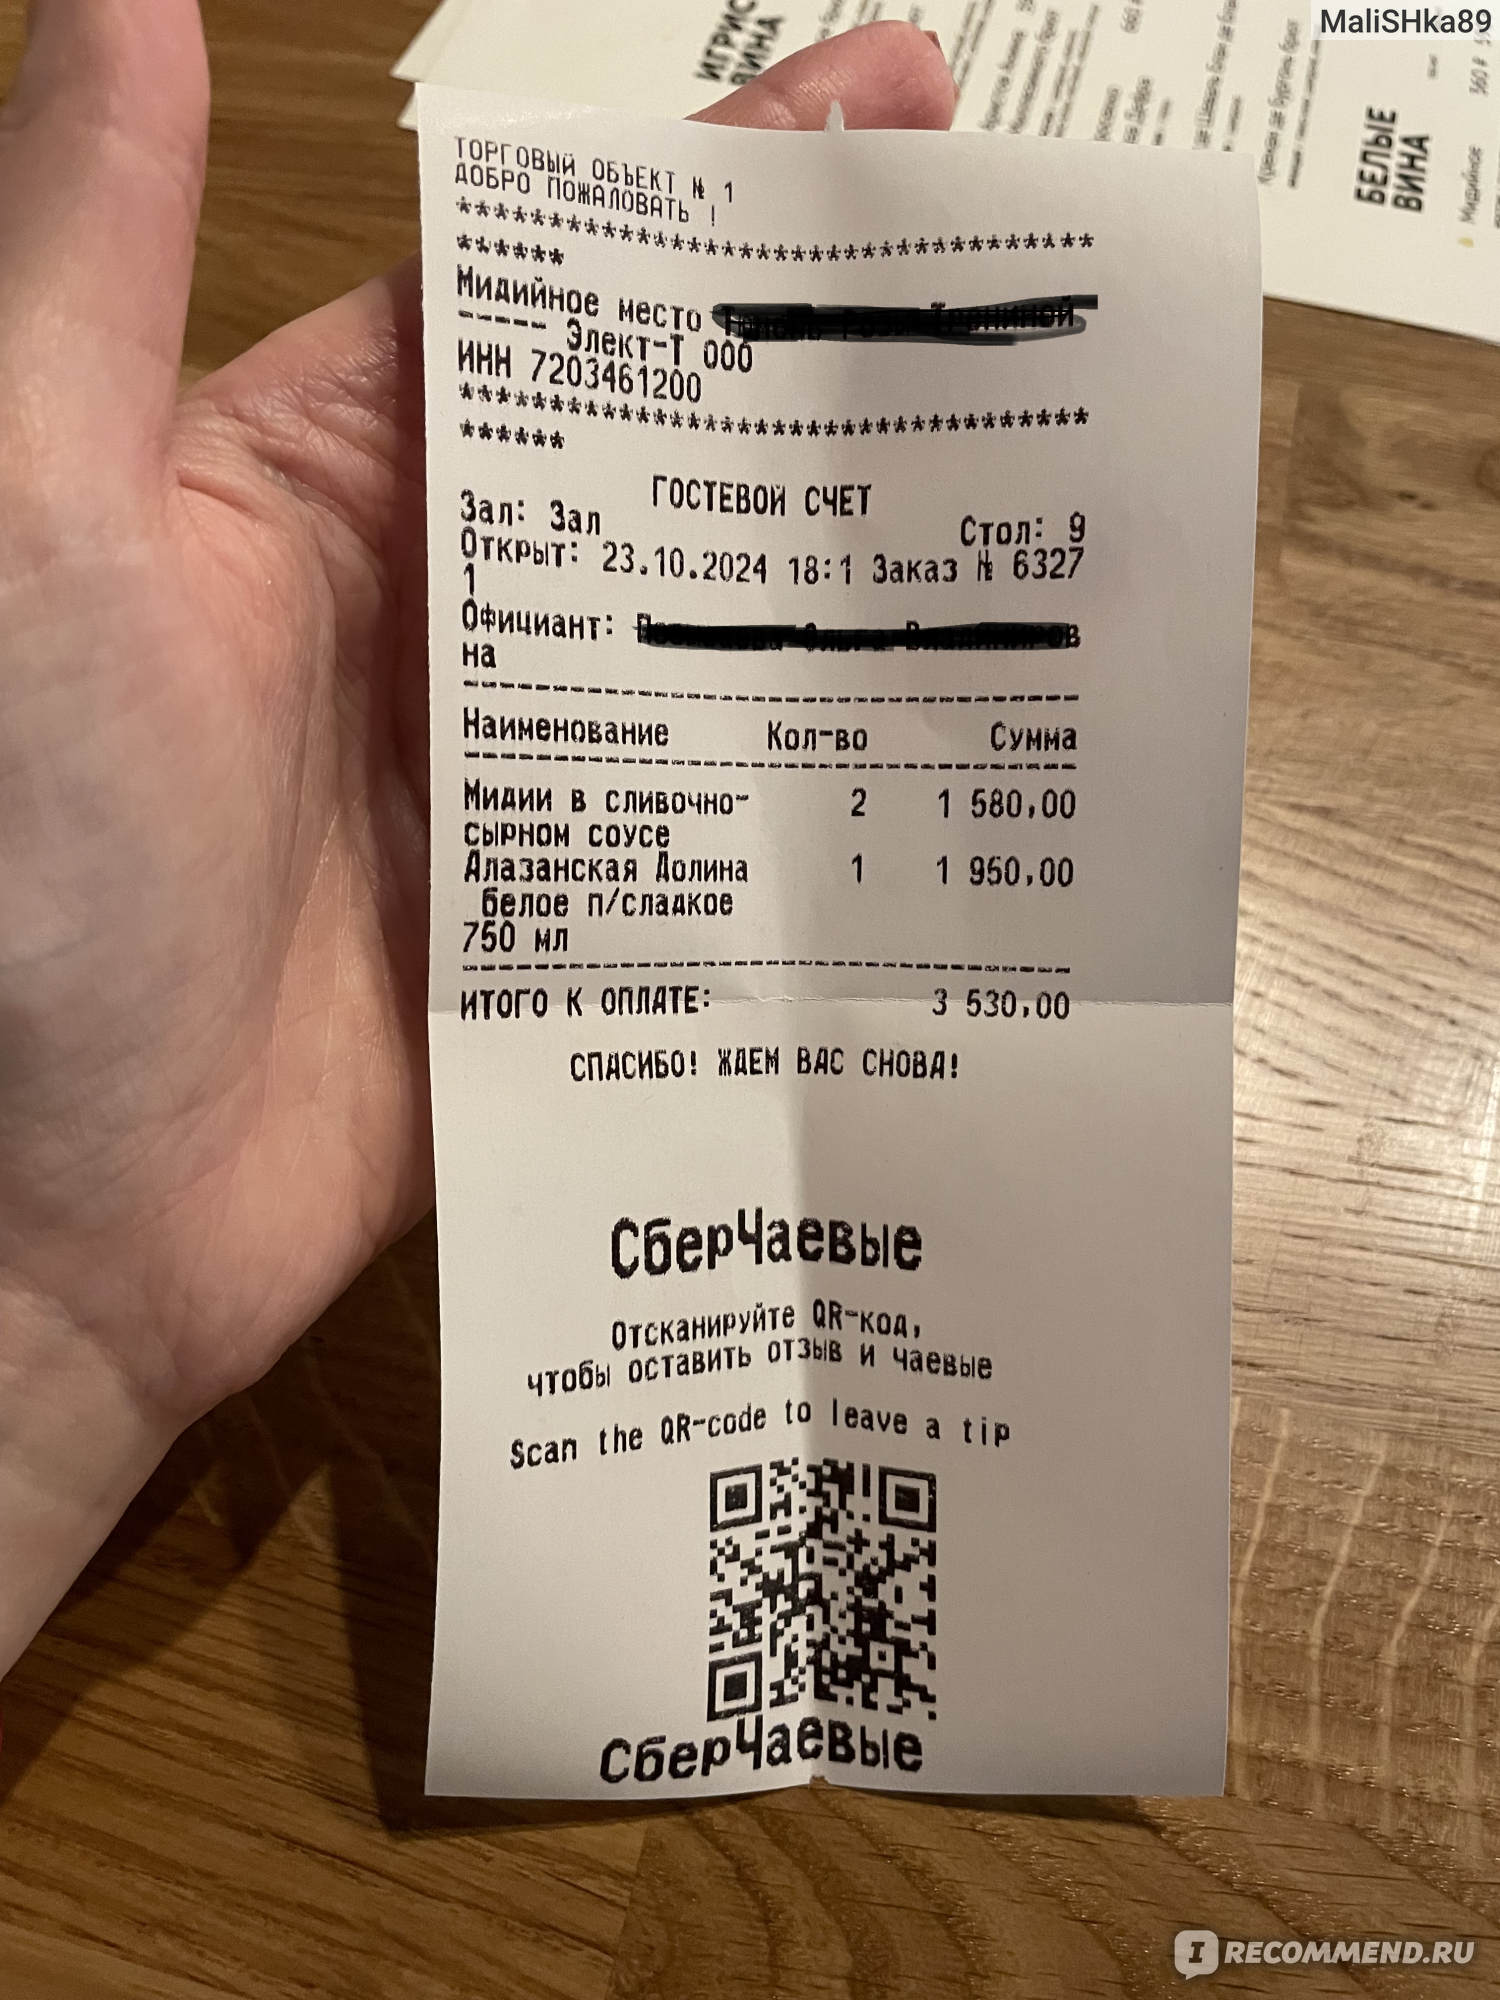 MaliSHka89
ИГРИС
ВИНА
БЕЛЫЕ
ВИНА
Мидийное
360 ₽
ТОРГОВЫЙ ОБЪЕКТ № 1
ДОБРО ПОЖАЛОВАТЬ !
***********************************
******
Мидийное место
----- Элект-Т ООО
ИНН 7203461200
***********************************
******
ГОСТЕВОЙ СЧЕТ
Зал: Зал Стол: 9
Открыт: 23.10.2024 18:1 Заказ № 6327
1
Официант:
на
Наименование Кол-во Сумма
Мидии в сливочно- 2 1 580,00
сырном соусе
Алазанская Долина 1 1 950,00
белое п/сладкое
750 мл
ИТОГО К ОПЛАТЕ: 3 530,00
СПАСИБО! ЖДЕМ ВАС СНОВА!
СберЧаевые
Отсканируйте QR-код,
чтобы оставить отзыв и чаевые
Scan the QR-code to leave a tip
СберЧаевые
IRECOMMEND.RU